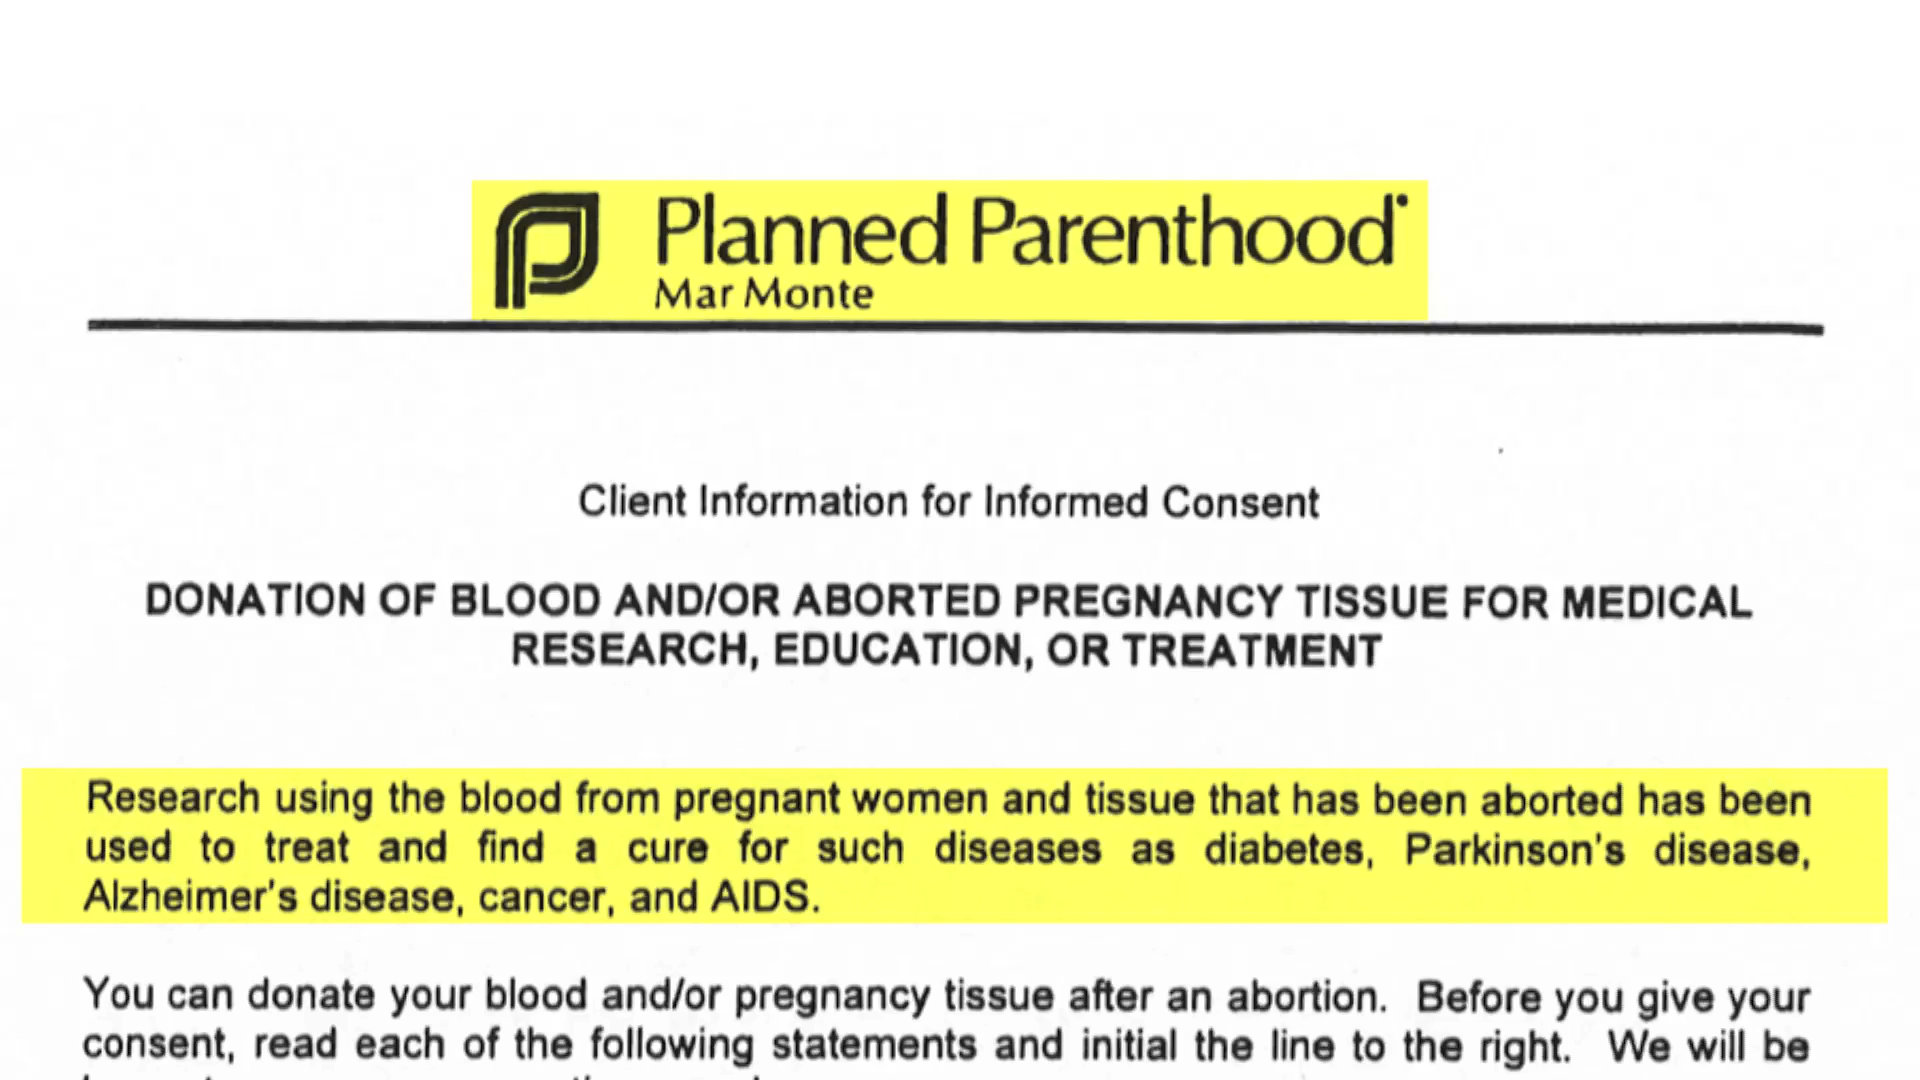 Planned Parenthood
Mar Monte
Client Information for Informed Consent
DONATION OF BLOOD AND/OR ABORTED PREGNANCY TISSUE FOR MEDICAL
RESEARCH, EDUCATION, OR TREATMENT
Research using the blood from pregnant women and tissue that has been aborted has been
used to treat and find a cure for such diseases as diabetes, Parkinson's disease,
Alzheimer's disease, cancer, and AIDS.
You can donate your blood and/or pregnancy tissue after an abortion. Before you give your
consent, read each of the following statements and initial the line to the right. We will be